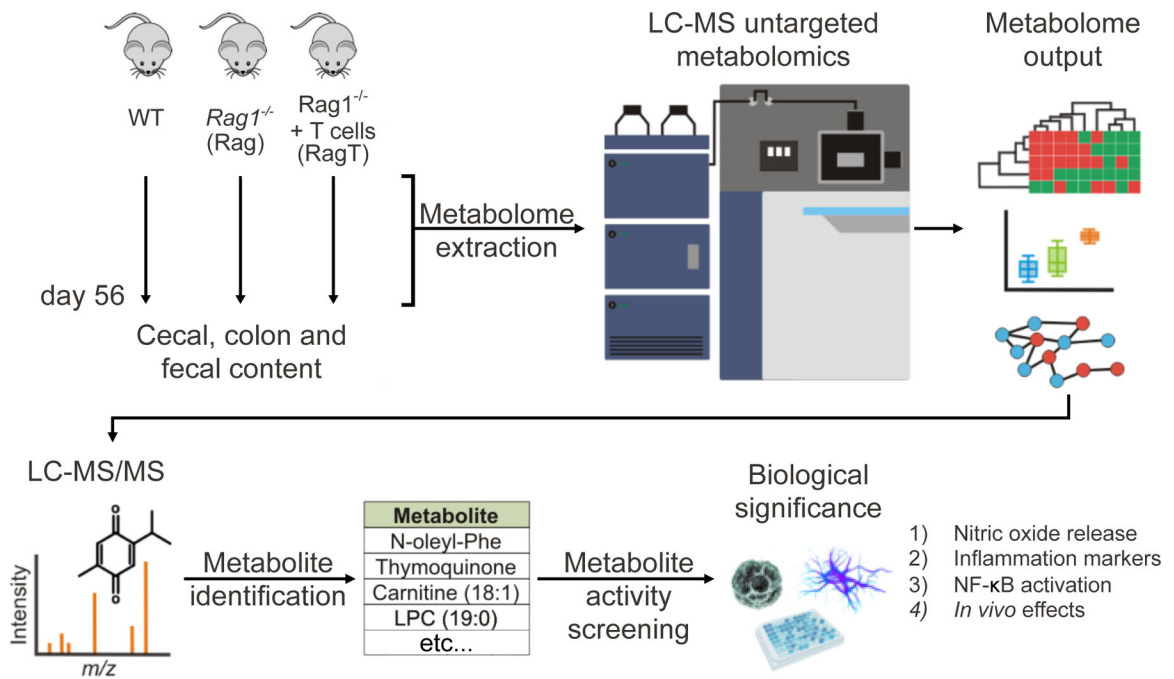 LC-MS untargeted
metabolomics
Metabolome
output
WT
Rag1-/-
(Rag)
Rag1-/-
+ T cells
(RagT)
Metabolome
extraction
day 56
Cecal, colon and
fecal content
LC-MS/MS
Intensity
m/z
O
O
Metabolite
identification
Metabolite
N-oleyl-Phe
Thymoquinone
Carnitine (18:1)
LPC (19:0)
etc...
Metabolite
activity
screening
Biological
significance
1) Nitric oxide release
2) Inflammation markers
3) NF-κB activation
4) In vivo effects